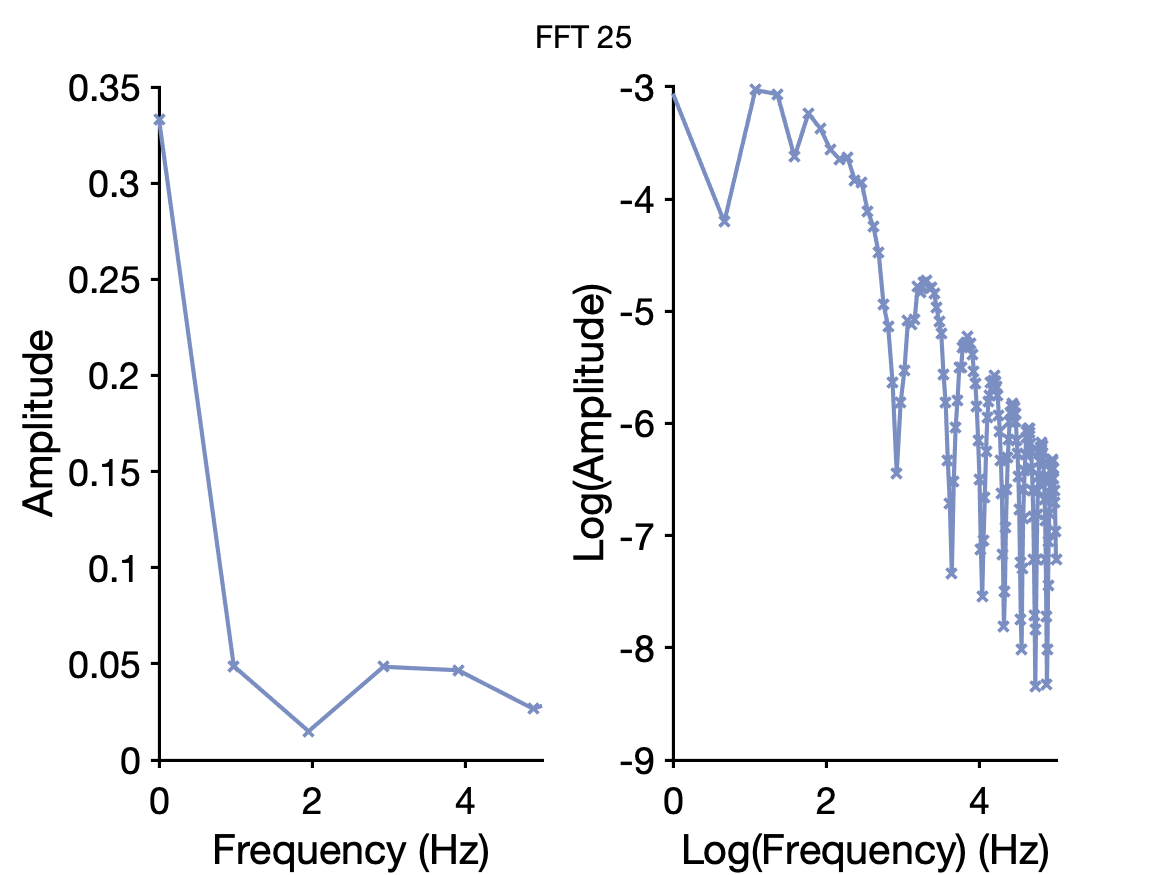 FFT 25
0.35
0.3
0.25
0.2
0.15
0.1
0.05
0
Amplitude
0 2 4
Frequency (Hz)
-3
-4
-5
-6
-7
-8
-9
Log(Amplitude)
0 2 4
Log(Frequency) (Hz)